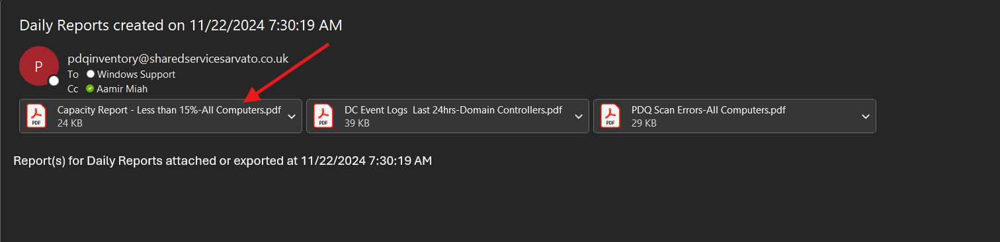 Daily Reports created on 11/22/2024 7:30:19 AM
P
pdqinventory@sharedservicesarvato.co.uk
To Windows Support
Cc Aamir Miah
PDF
Capacity Report - Less than 15%-All Computers.pdf
24 KB
PDF
DC Event Logs  Last 24hrs-Domain Controllers.pdf
39 KB
PDF
PDQ Scan Errors-All Computers.pdf
29 KB
Report(s) for Daily Reports attached or exported at 11/22/2024 7:30:19 AM